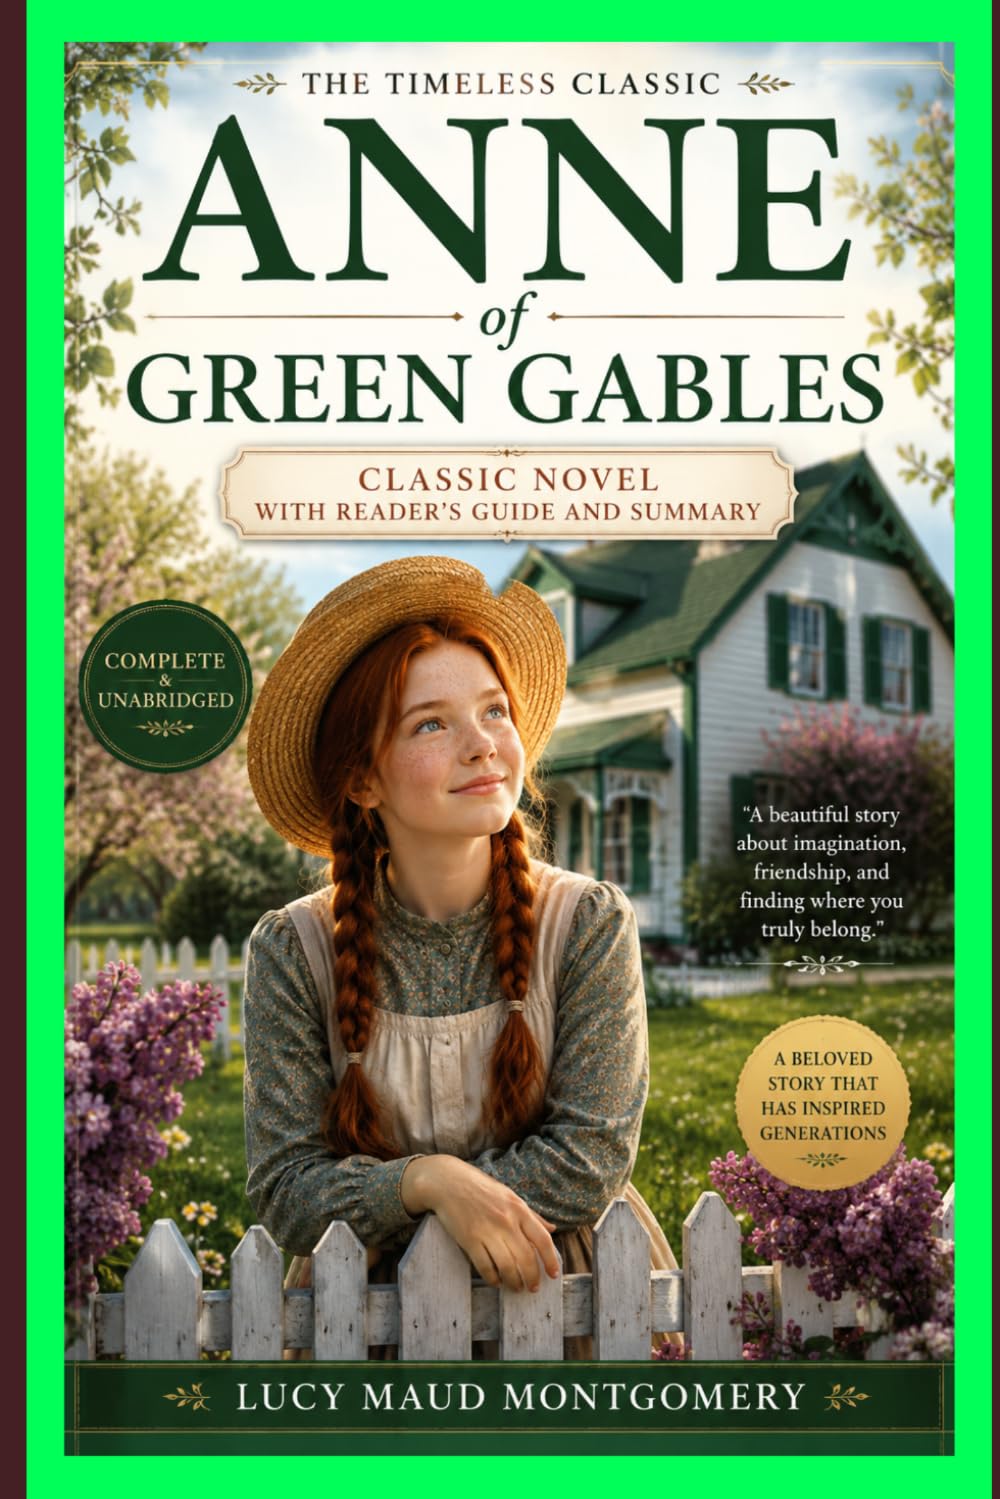 THE TIMELESS CLASSIC
ANNE
of
GREEN GABLES
CLASSIC NOVEL
WITH READER'S GUIDE AND SUMMARY
COMPLETE
&
UNABRIDGED
“A beautiful story
about imagination,
friendship, and
finding where you
truly belong.”
A BELOVED
STORY THAT
HAS INSPIRED
GENERATIONS
LUCY MAUD MONTGOMERY